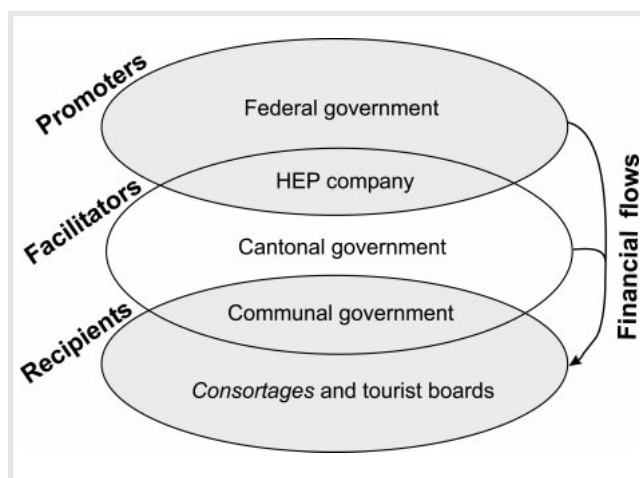 Promoters
Federal government
HEP company
Facilitators
Cantonal government
Communal government
Recipients
Consortages and tourist boards
Financial flows